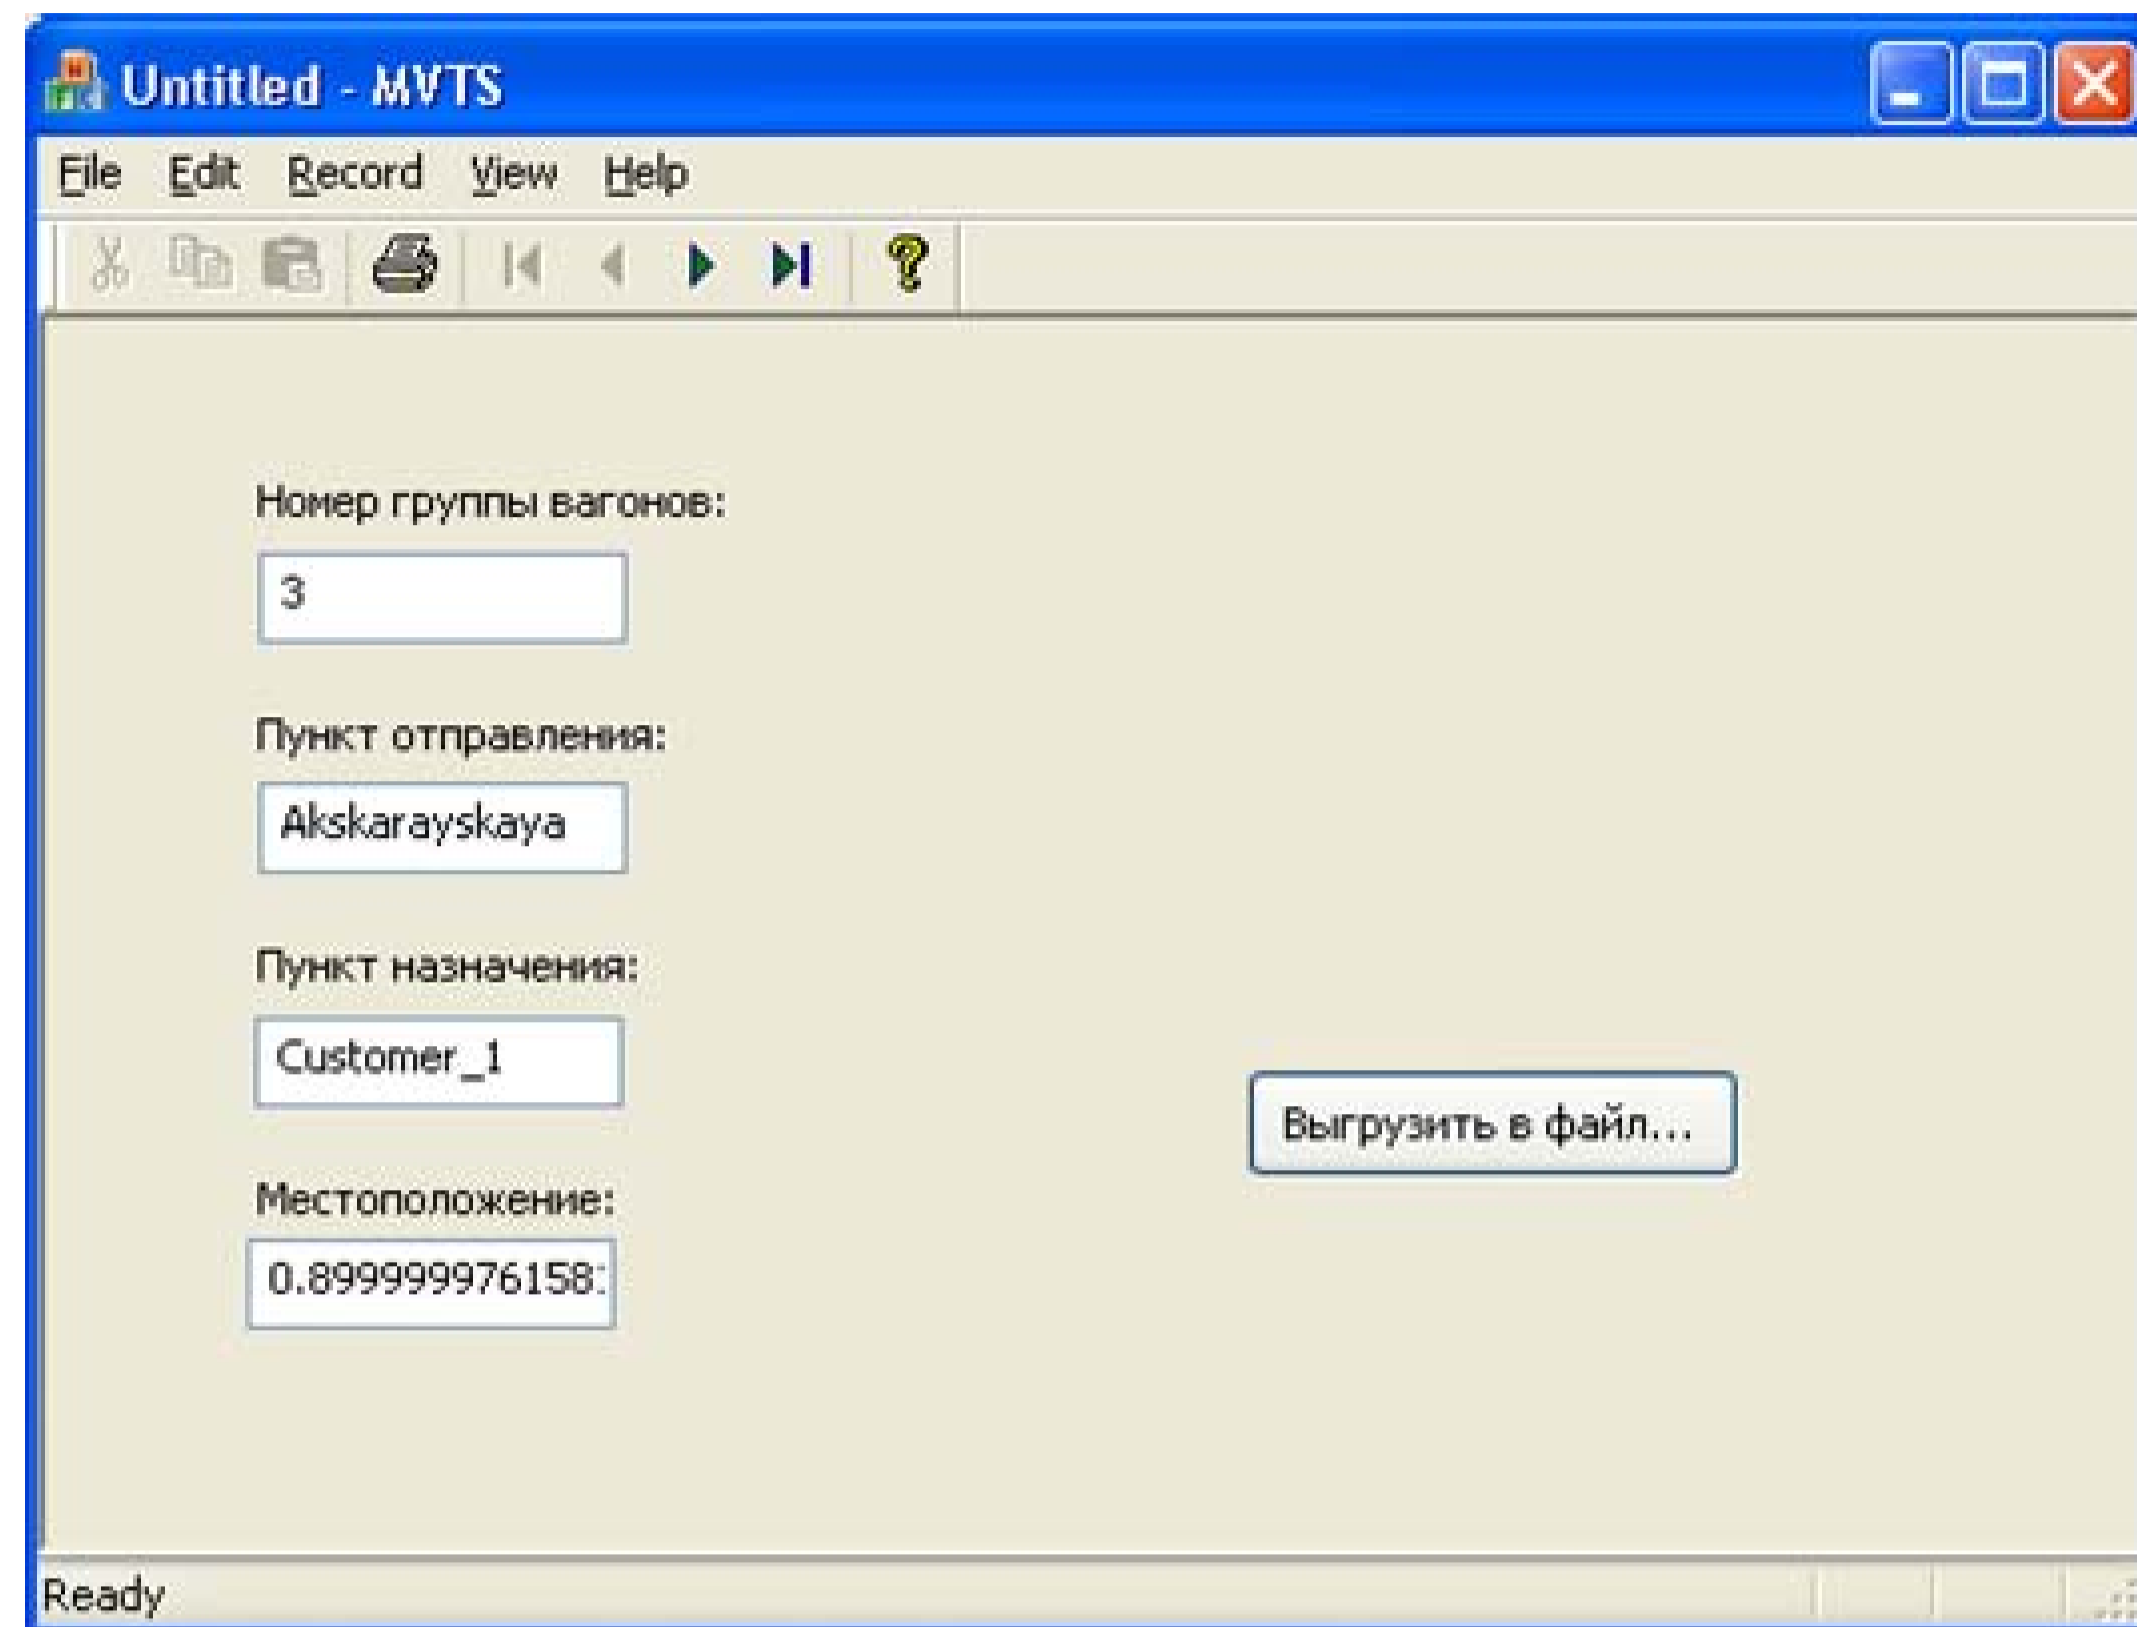 Untitled - MVTS
File Edit Record View Help
Номер группы вагонов:
3
Пункт отправления:
Akskarayskaya
Пункт назначения:
Customer_1
Выгрузить в файл...
Местоположение:
0.899999976158
Ready